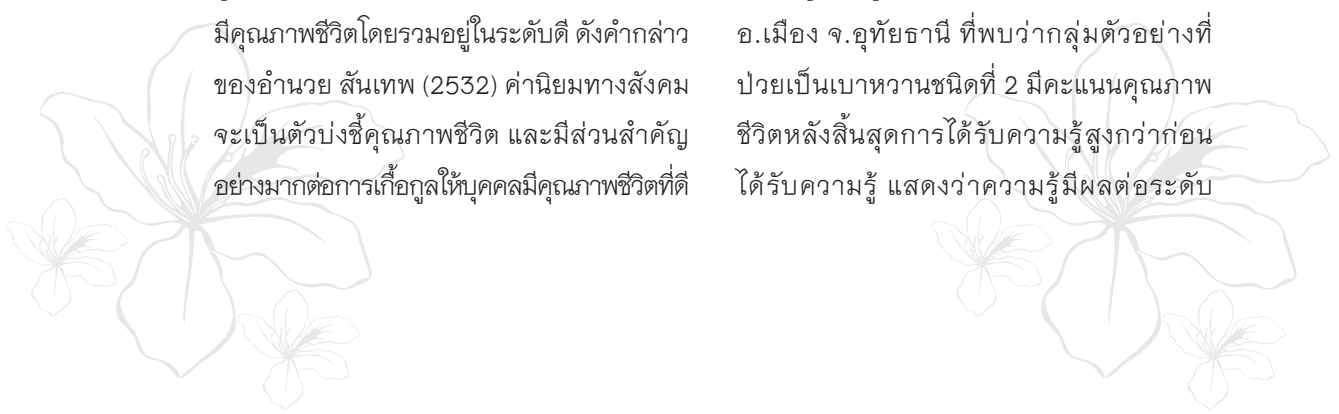 มีคุณภาพชีวิตโดยรวมอยู่ในระดับดี ดังคำกล่าว
ของอำนวย สันเทพ (2532) ค่านิยมทางสังคม
จะเป็นตัวบ่งชี้คุณภาพชีวิต และมีส่วนสำคัญ
อย่างมากต่อการเกื้อกูลให้บุคคลมีคุณภาพชีวิตที่ดี
อ.เมือง จ.อุทัยธานี ที่พบว่ากลุ่มตัวอย่างที่
ป่วยเป็นเบาหวานชนิดที่ 2 มีคะแนนคุณภาพ
ชีวิตหลังสิ้นสุดการได้รับความรู้สูงกว่าก่อน
ได้รับความรู้ แสดงว่าความรู้มีผลต่อระดับ